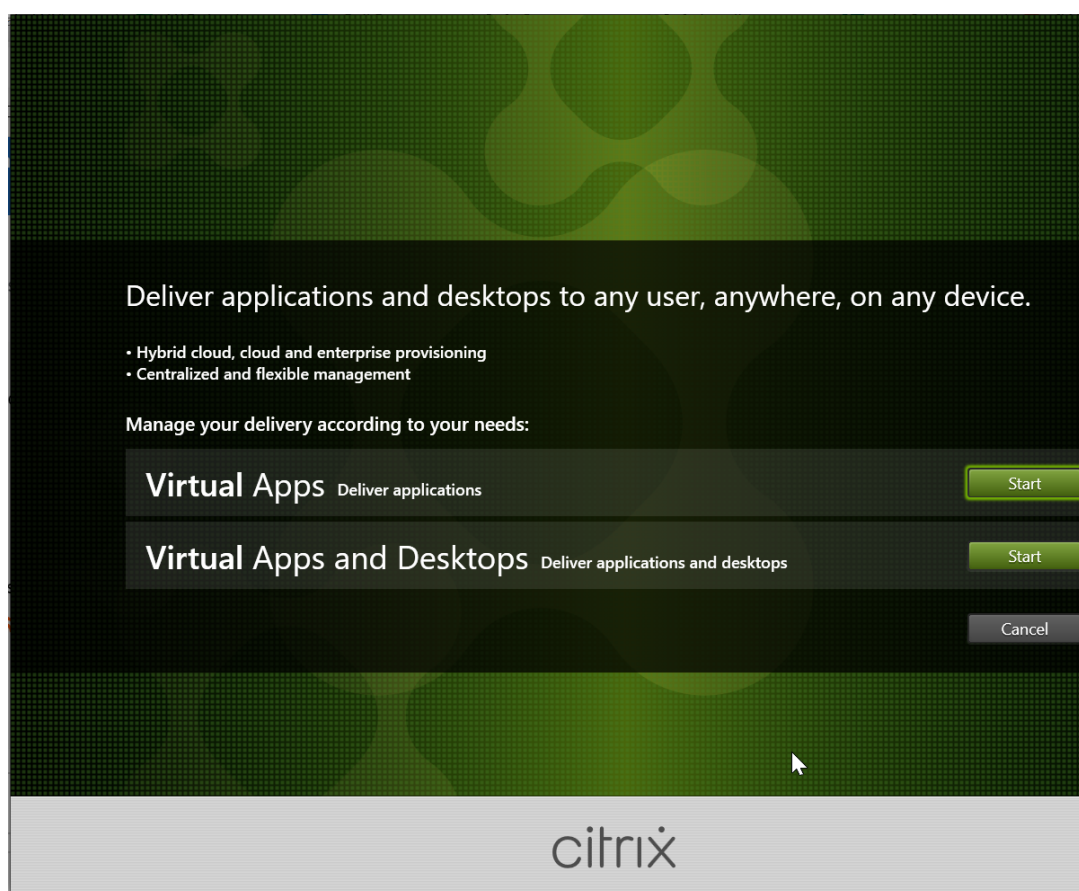 Deliver applications and desktops to any user, anywhere, on any device.
• Hybrid cloud, cloud and enterprise provisioning
• Centralized and flexible management
Manage your delivery according to your needs:
Virtual Apps Deliver applications
Start
Virtual Apps and Desktops Deliver applications and desktops
Start
Cancel
citrix